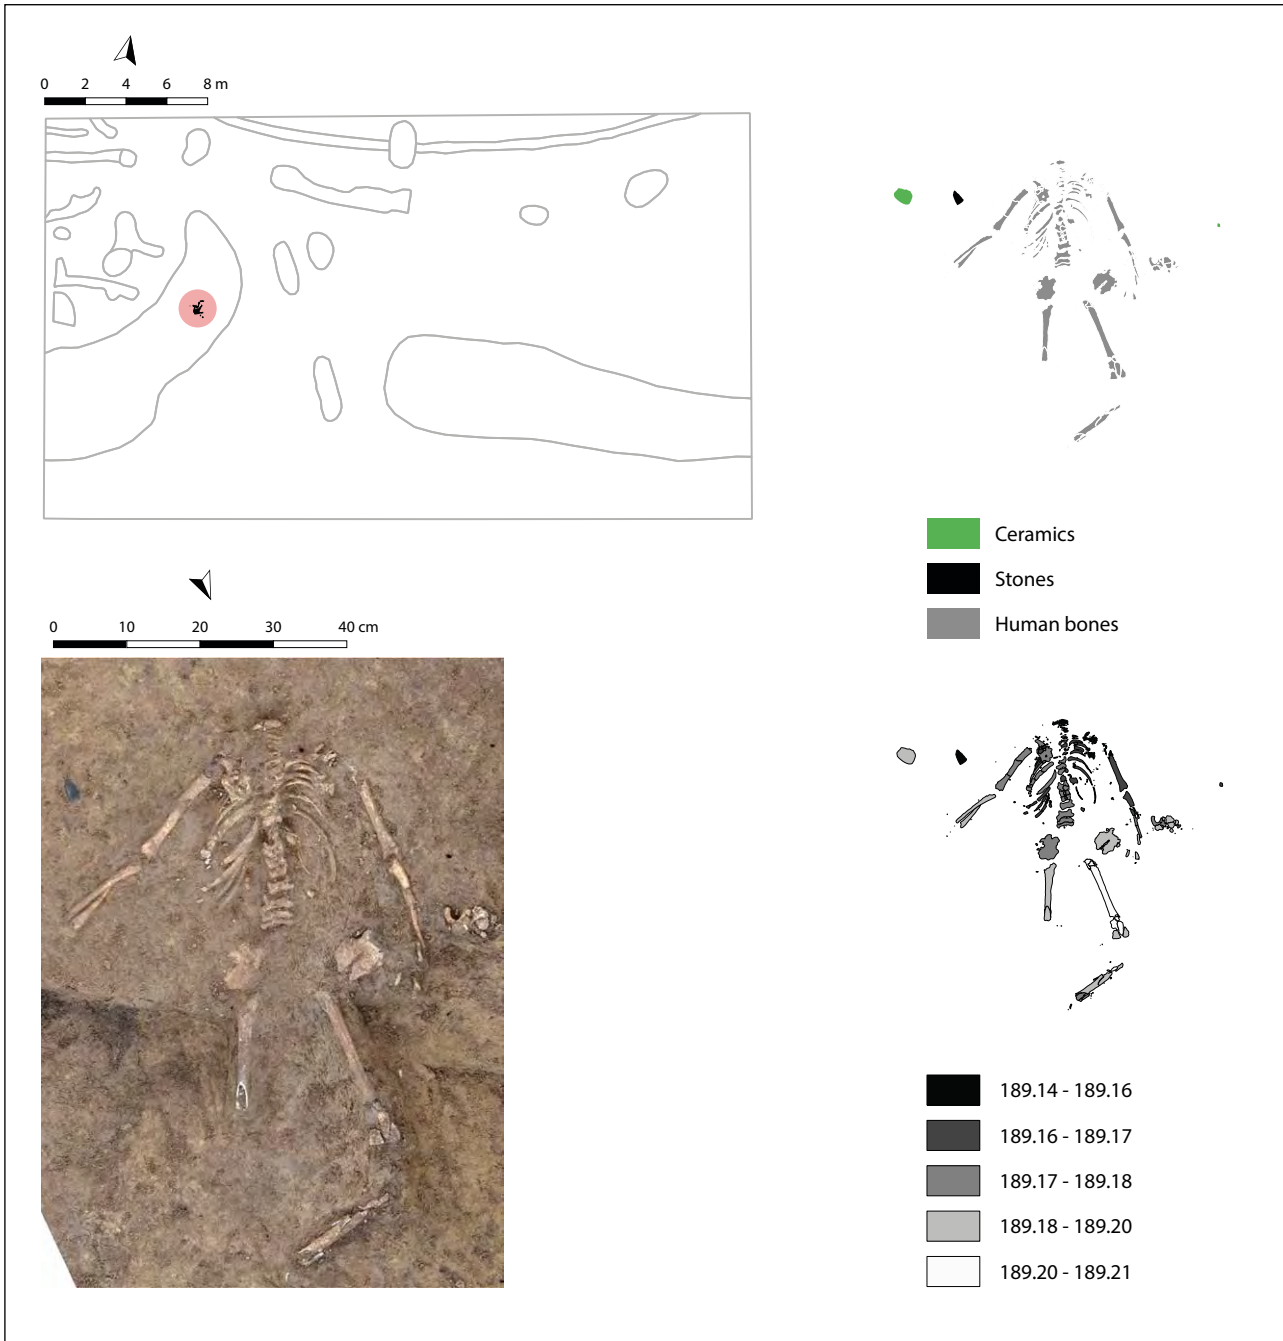 0 2 4 6 8 m
Ceramics
Stones
Human bones
0 10 20 30 40 cm
189.14 - 189.16
189.16 - 189.17
189.17 - 189.18
189.18 - 189.20
189.20 - 189.21